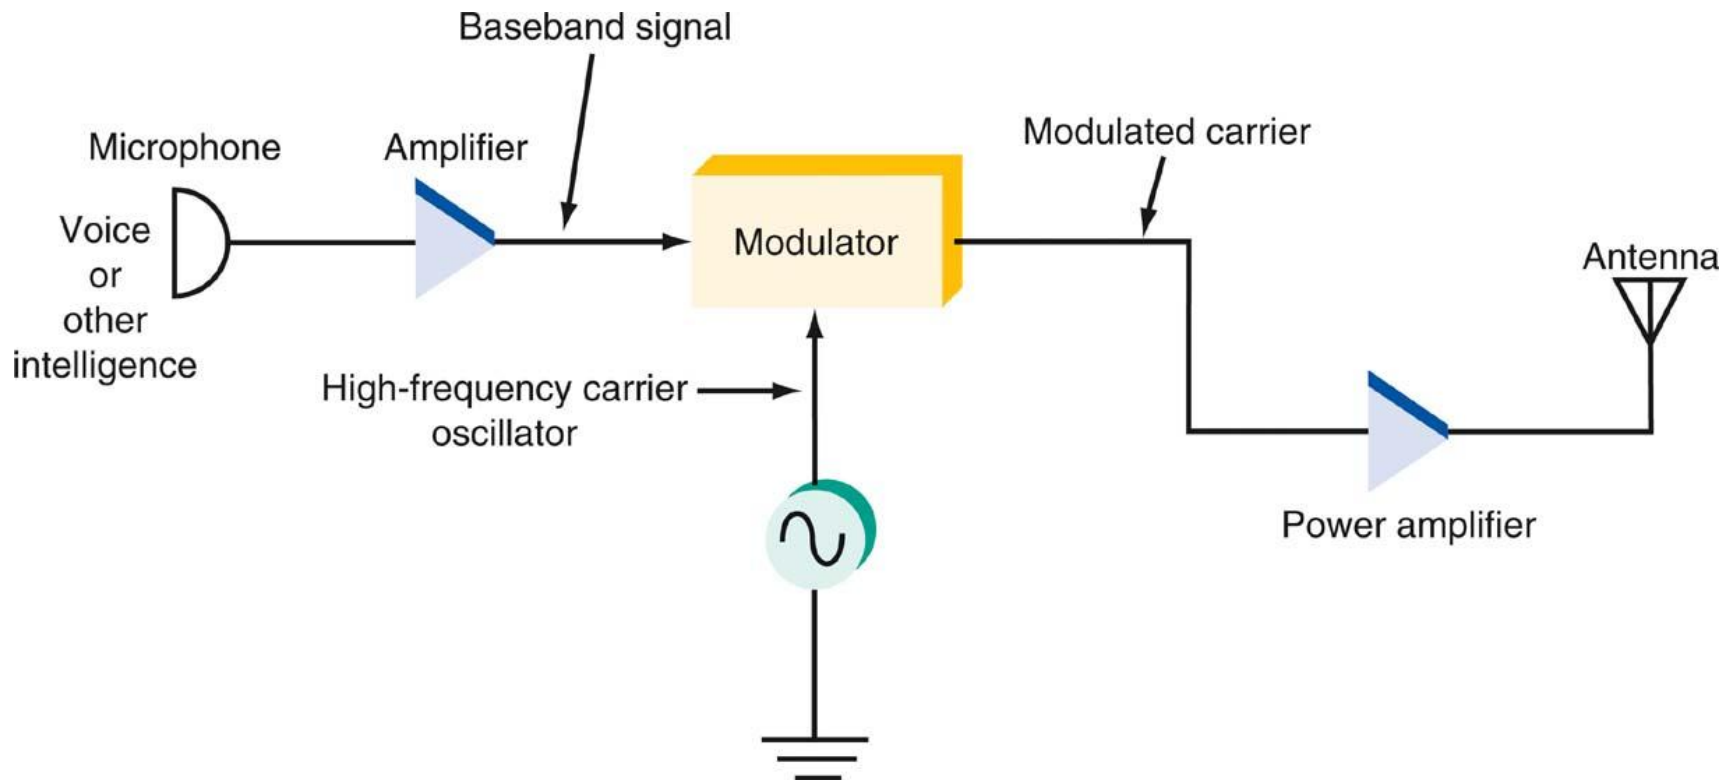 Baseband signal
Microphone
Amplifier
Modulated carrier
Voice
or
other
intelligence
Modulator
Antenna
High-frequency carrier
oscillator
Power amplifier